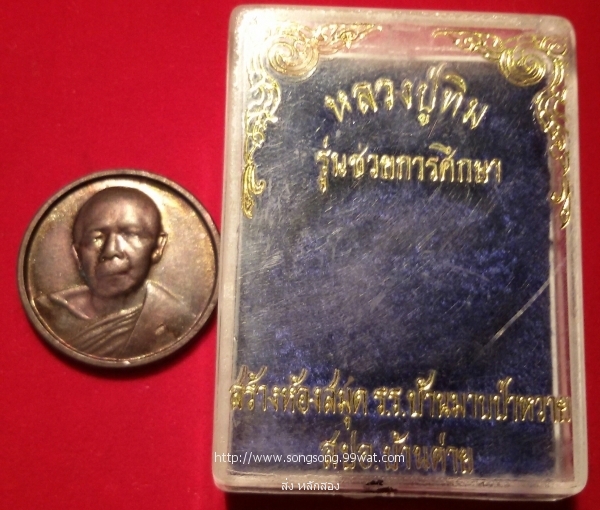 หลวงปู่ทิม
รุ่นช่วยการศึกษา
สร้างห้องสมุด ร.ร.บ้านมาบป่าหวาย
สปอ.บ้านค่าย
http://www.songsong.99wat.com
ส่ง หลักสอง